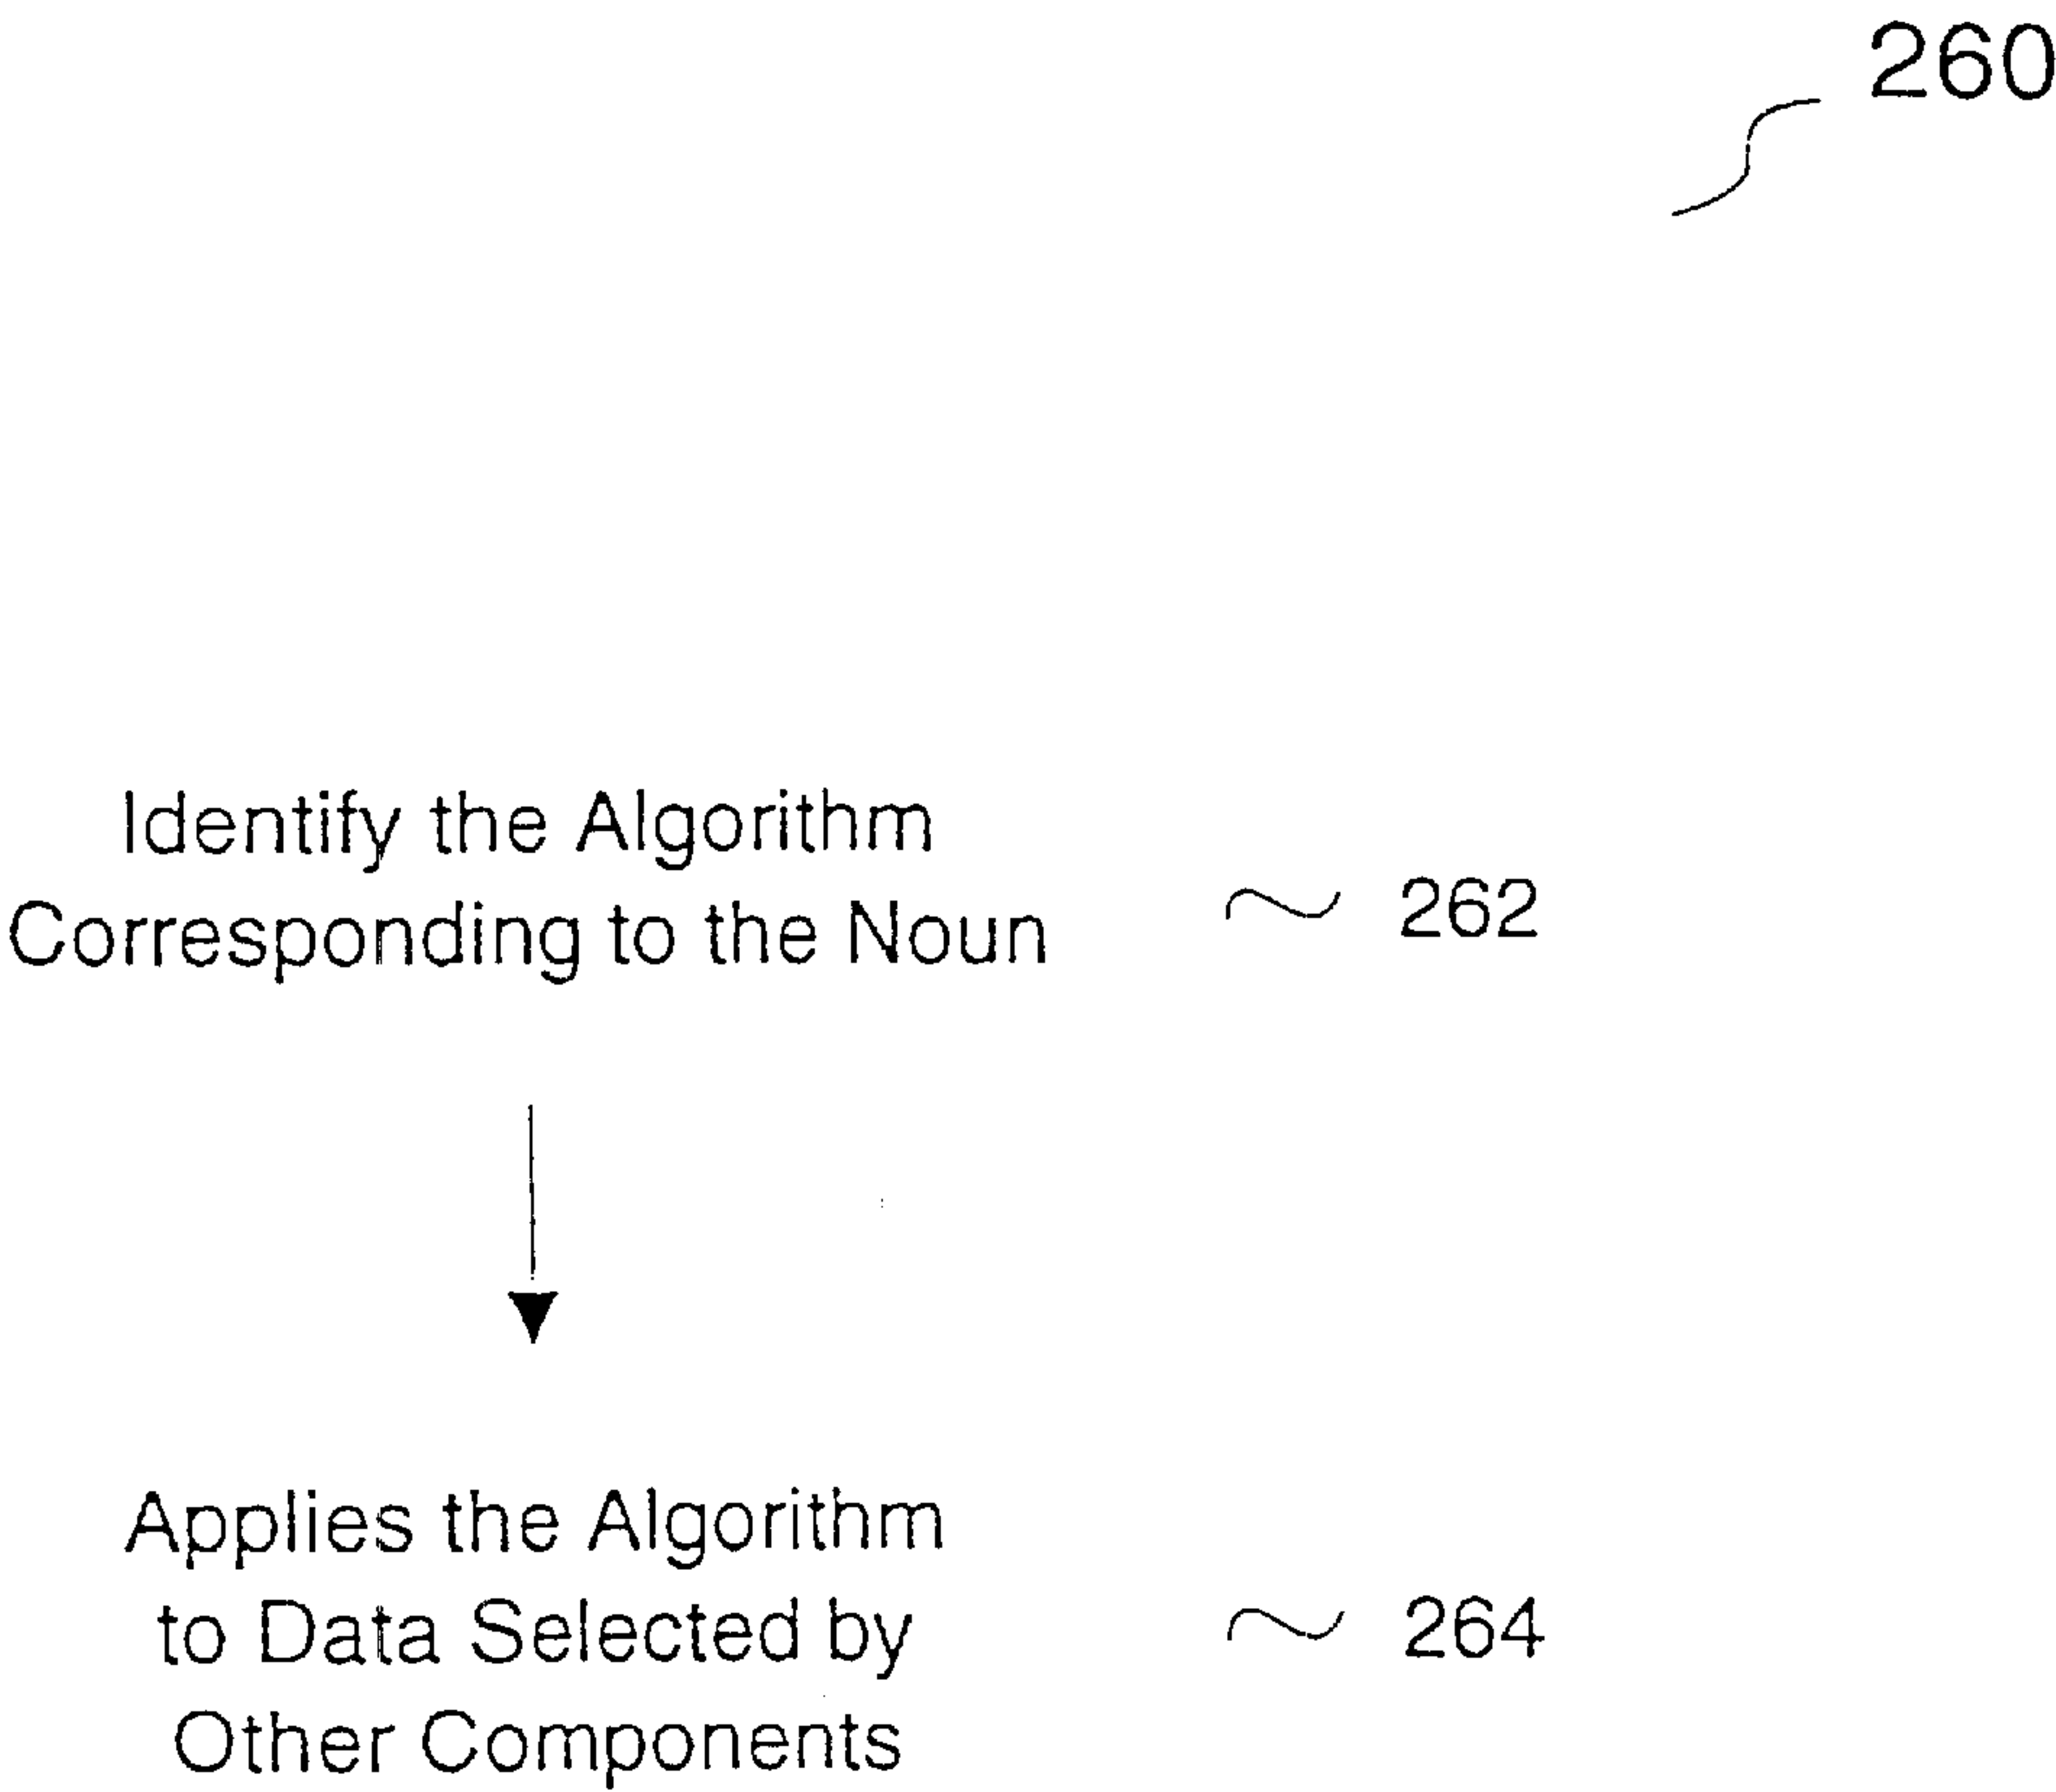 260
Identify the Algorithm
Corresponding to the Noun
262
Applies the Algorithm
to Data Selected by
264
Other Components